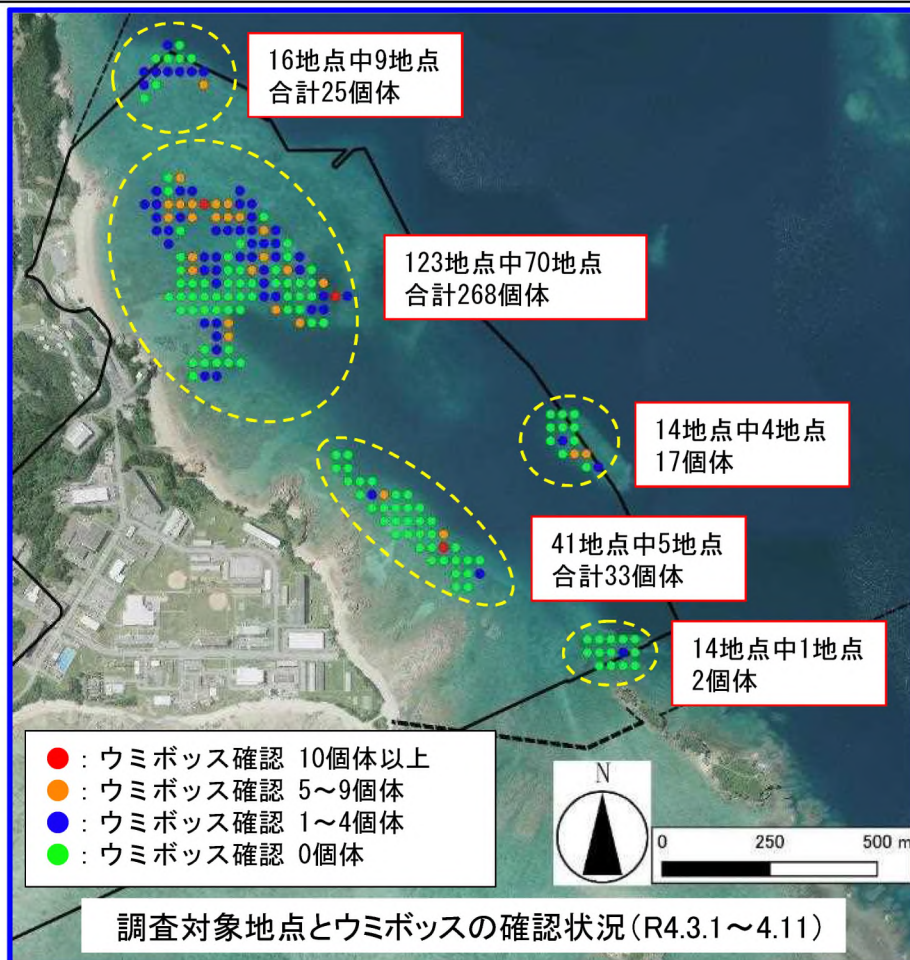 16地点中9地点
合計25個体
123地点中70地点
合計268個体
14地点中4地点
17個体
41地点中5地点
合計33個体
14地点中1地点
2個体
：ウミボッス確認 10個体以上
：ウミボッス確認 5～9個体
：ウミボッス確認 1～4個体
：ウミボッス確認 0個体
N
0 250 500 m
調査対象地点とウミボッスの確認状況(R4.3.1～4.11)